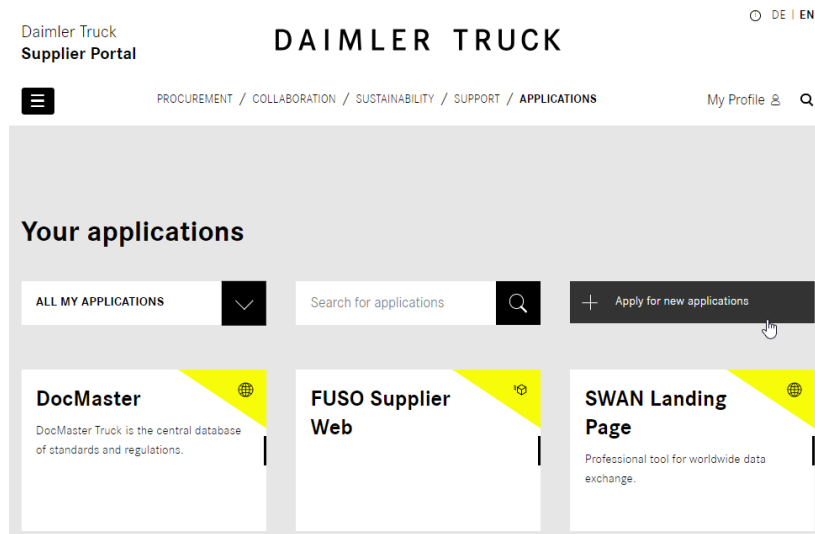 DE | EN
Daimler Truck
Supplier Portal
DAIMLER TRUCK
PROCUREMENT / COLLABORATION / SUSTAINABILITY / SUPPORT / APPLICATIONS
My Profile
Your applications
ALL MY APPLICATIONS
Search for applications
Apply for new applications
DocMaster
DocMaster Truck is the central database
of standards and regulations.
FUSO Supplier
Web
SWAN Landing
Page
Professional tool for worldwide data
exchange.